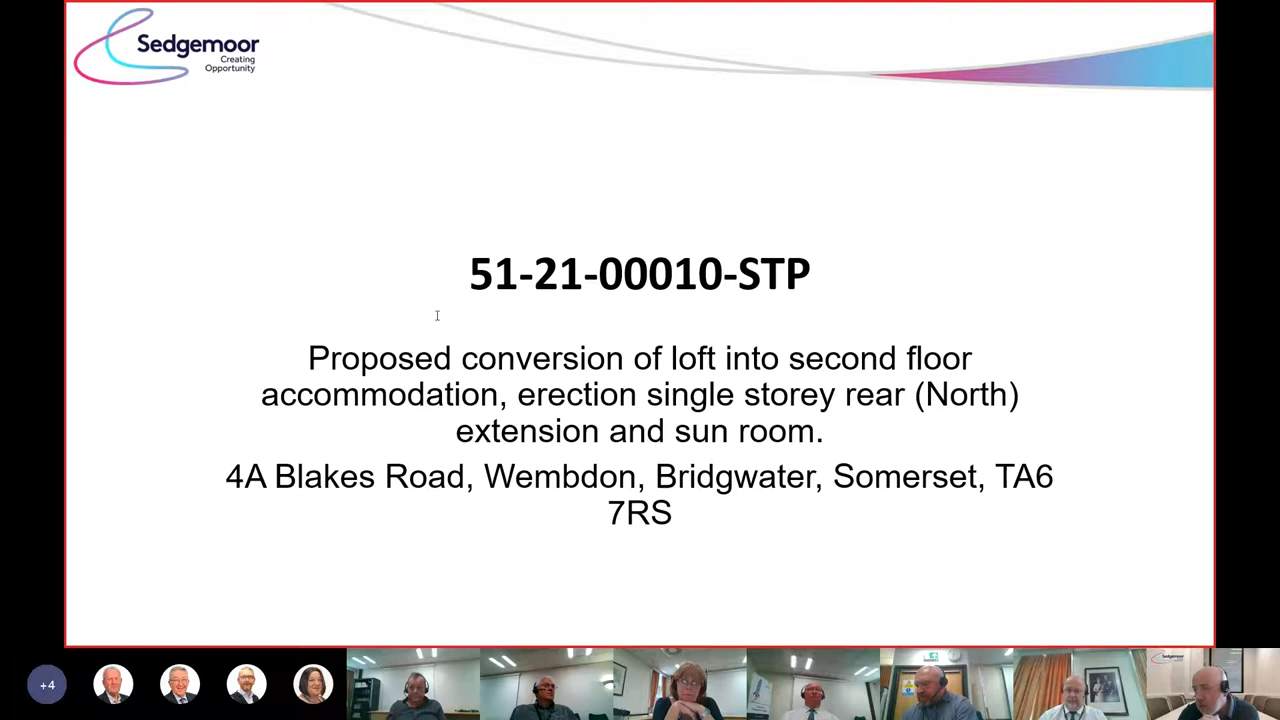 Sedgemoor
Creating
Opportunity
51-21-00010-STP
Proposed conversion of loft into second floor
accommodation, erection single storey rear (North)
extension and sun room.
4A Blakes Road, Wembdon, Bridgwater, Somerset, TA6
7RS
+4
Sedgemoor